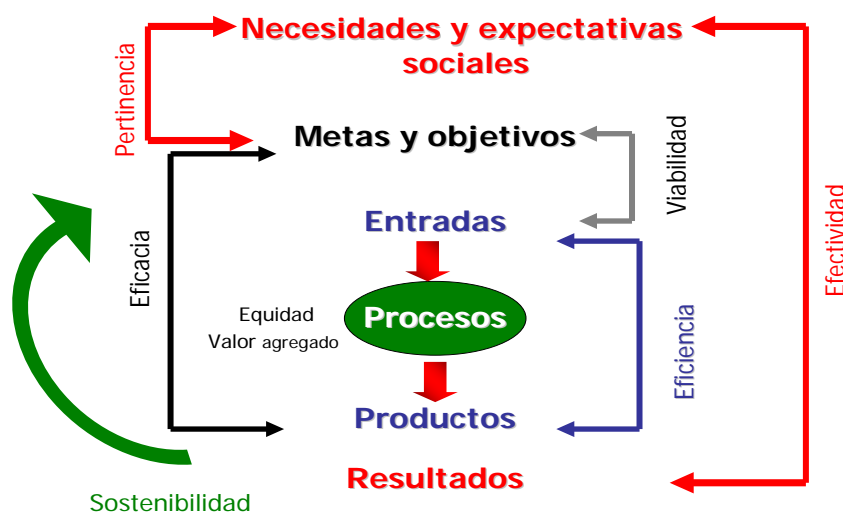 Necesidades y expectativas
sociales
Pertinencia
Metas y objetivos
Viabilidad
Efectividad
Entradas
Eficacia
Equidad
Valor agregado
Procesos
Eficiencia
Productos
Resultados
Sostenibilidad